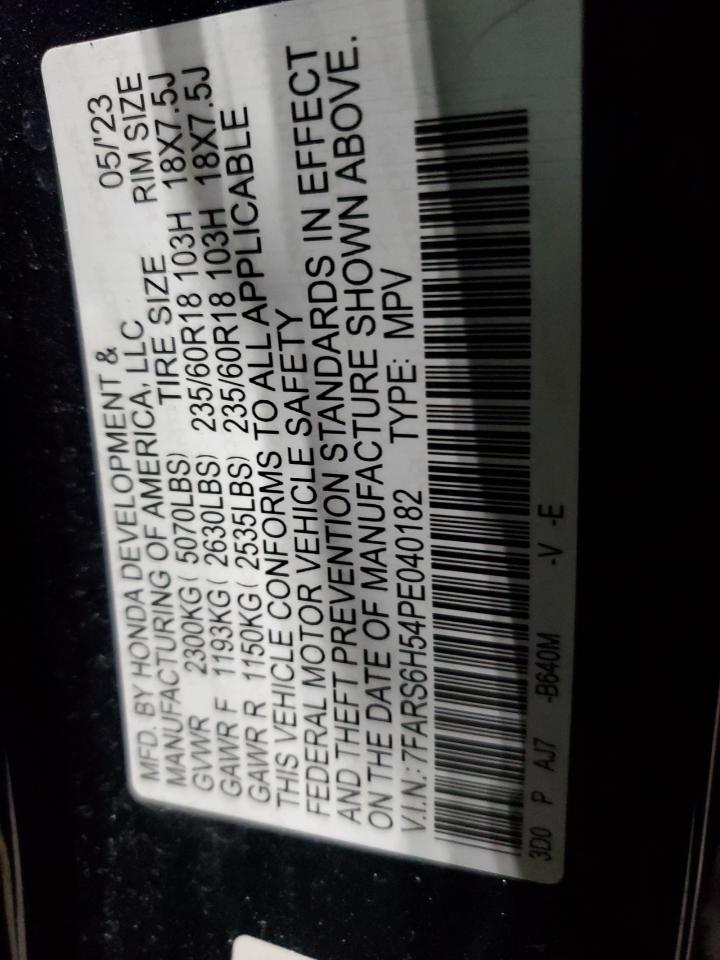 MFD. BY HONDA DEVELOPMENT &
MANUFACTURING OF AMERICA, LLC 05/'23
GVWR TIRE SIZE RIM SIZE
2300KG ( 5070LBS) 235/60R18 103H 18X7.5J
GAWR F 1193KG ( 2630LBS) 235/60R18 103H 18X7.5J
GAWR R 1150KG ( 2535LBS)
THIS VEHICLE CONFORMS TO ALL APPLICABLE
FEDERAL MOTOR VEHICLE SAFETY
AND THEFT PREVENTION STANDARDS IN EFFECT
ON THE DATE OF MANUFACTURE SHOWN ABOVE.
V.I.N.: 7FARS6H54PE040182 TYPE: MPV
3D0 P AJ7 -B640M -V -E